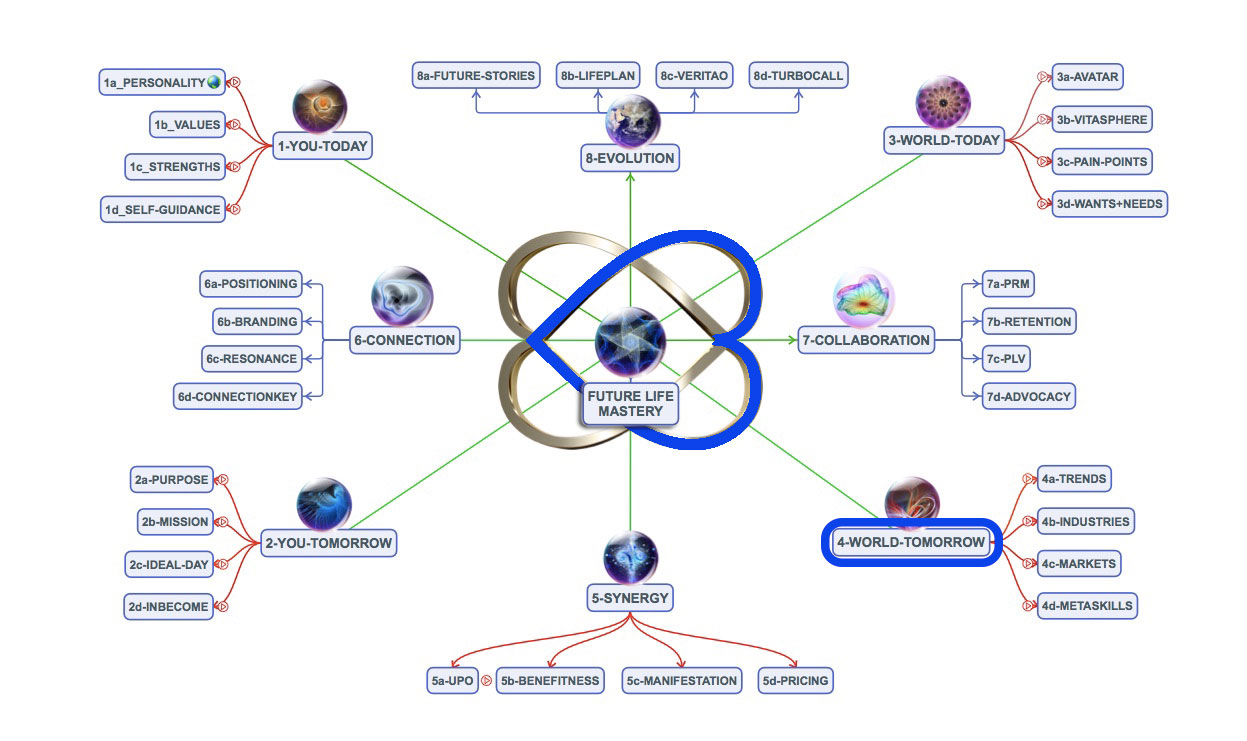 1a_PERSONALITY
1b_VALUES
1c_STRENGTHS
1d_SELF-GUIDANCE
1-YOU-TODAY
8a-FUTURE-STORIES
8b-LIFEPLAN
8c-VERITAO
8d-TURBOCALL
8-EVOLUTION
3-WORLD-TODAY
3a-AVATAR
3b-VITASPHERE
3c-PAIN-POINTS
3d-WANTS+NEEDS
6a-POSITIONING
6b-BRANDING
6c-RESONANCE
6d-CONNECTIONKEY
6-CONNECTION
FUTURE LIFE
MASTERY
7-COLLABORATION
7a-PRM
7b-RETENTION
7c-PLV
7d-ADVOCACY
2a-PURPOSE
2b-MISSION
2c-IDEAL-DAY
2d-INBECOME
2-YOU-TOMORROW
5-SYNERGY
5a-UPO
5b-BENEFITNESS
5c-MANIFESTATION
5d-PRICING
4-WORLD-TOMORROW
4a-TRENDS
4b-INDUSTRIES
4c-MARKETS
4d-METASKILLS